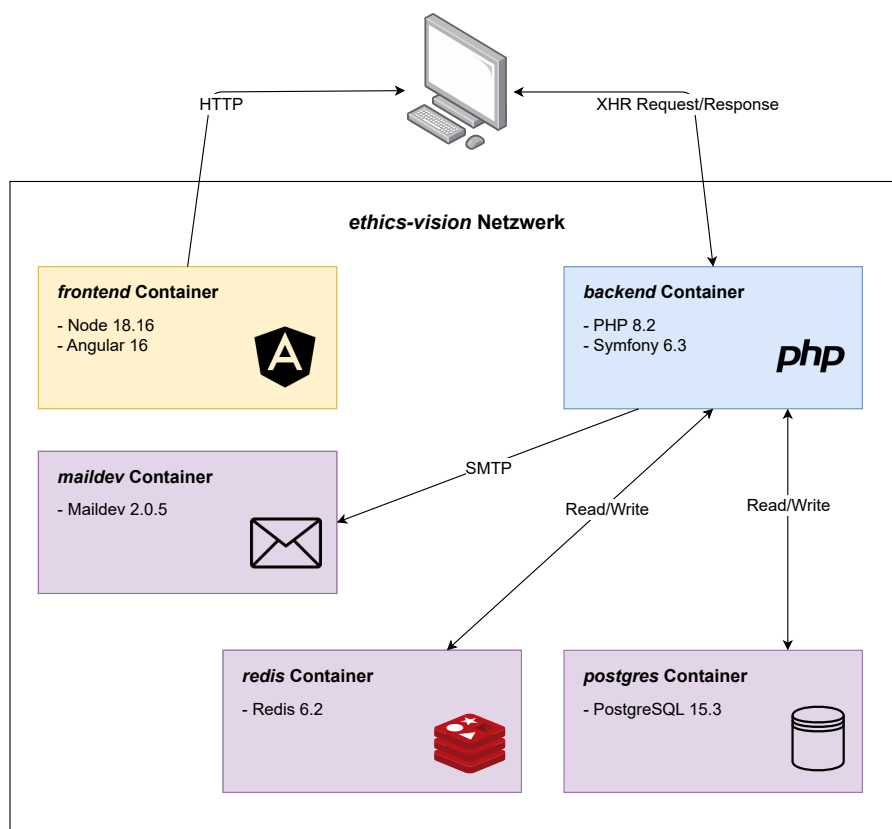 HTTP
XHR Request/Response
ethics-vision Netzwerk
frontend Container
- Node 18.16
- Angular 16
A
backend Container
- PHP 8.2
- Symfony 6.3
php
SMTP
maildev Container
- Maildev 2.0.5
Read/Write
Read/Write
redis Container
- Redis 6.2
postgres Container
- PostgreSQL 15.3